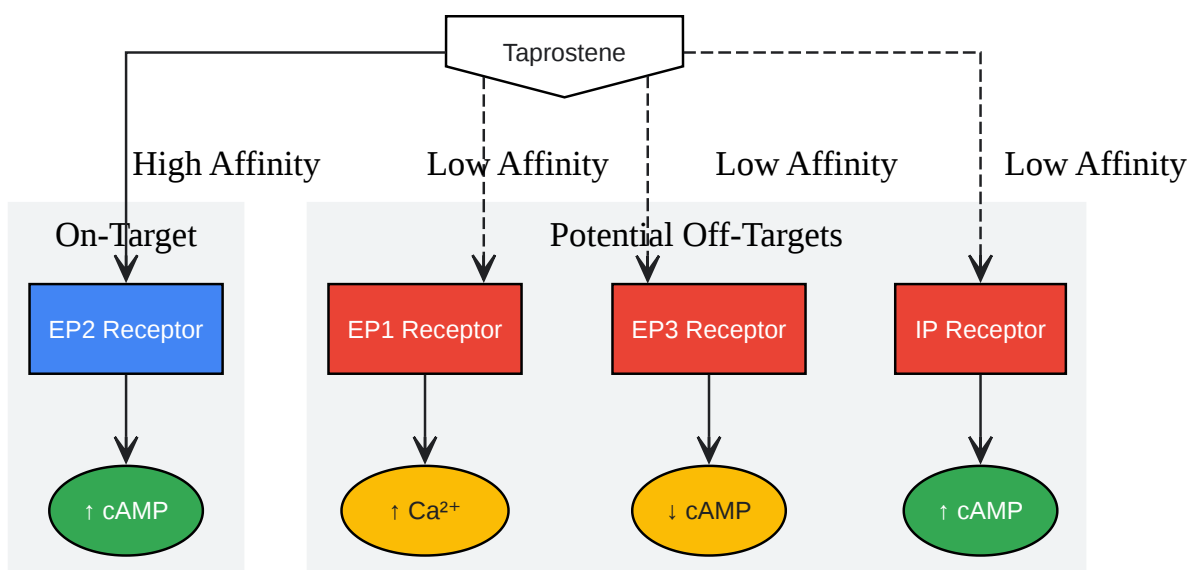 Taprostene
High Affinity
Low Affinity
Low Affinity
Low Affinity
On-Target
Potential Off-Targets
EP2 Receptor
EP1 Receptor
EP3 Receptor
IP Receptor
↑ cAMP
↑ Ca²⁺
↓ cAMP
↑ cAMP